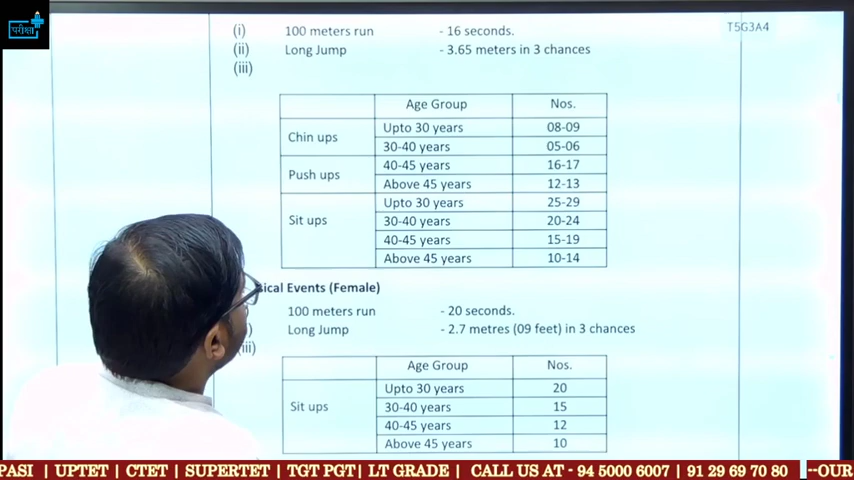 परीक्षा
T5G3A4
(i) 100 meters run - 16 seconds.
(ii) Long Jump - 3.65 meters in 3 chances
(iii)
Age Group Nos.
Chin ups Upto 30 years 08-09
30-40 years 05-06
Push ups 40-45 years 16-17
Above 45 years 12-13
Sit ups Upto 30 years 25-29
30-40 years 20-24
40-45 years 15-19
Above 45 years 10-14
sical Events (Female)
100 meters run - 20 seconds.
) Long Jump - 2.7 metres (09 feet) in 3 chances
(iii)
Age Group Nos.
Sit ups Upto 30 years 20
30-40 years 15
40-45 years 12
Above 45 years 10
PASI | UPTET | CTET | SUPERTET | TGT PGT| LT GRADE | CALL US AT - 94 5000 6007 | 91 29 69 70 80 --OUR